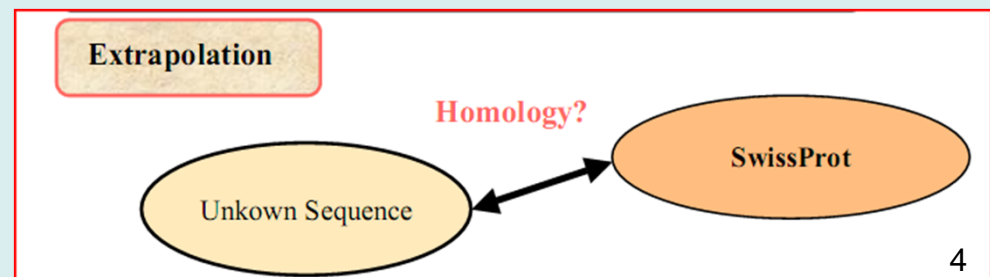 Extrapolation
Homology?
SwissProt
Unkown Sequence
4